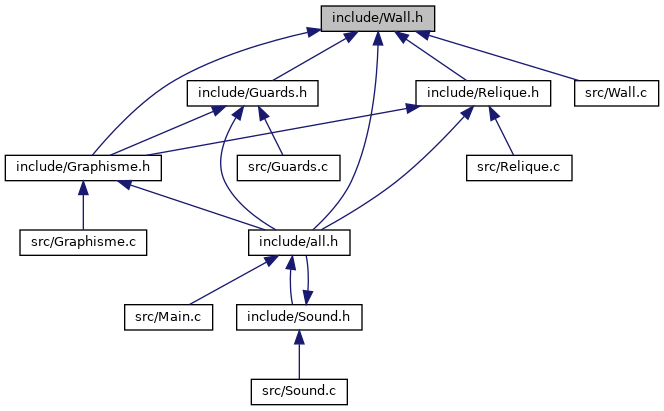 include/Wall.h
include/Guards.h
include/Relique.h
src/Wall.c
include/Graphisme.h
src/Guards.c
src/Relique.c
src/Graphisme.c
include/all.h
src/Main.c
include/Sound.h
src/Sound.c